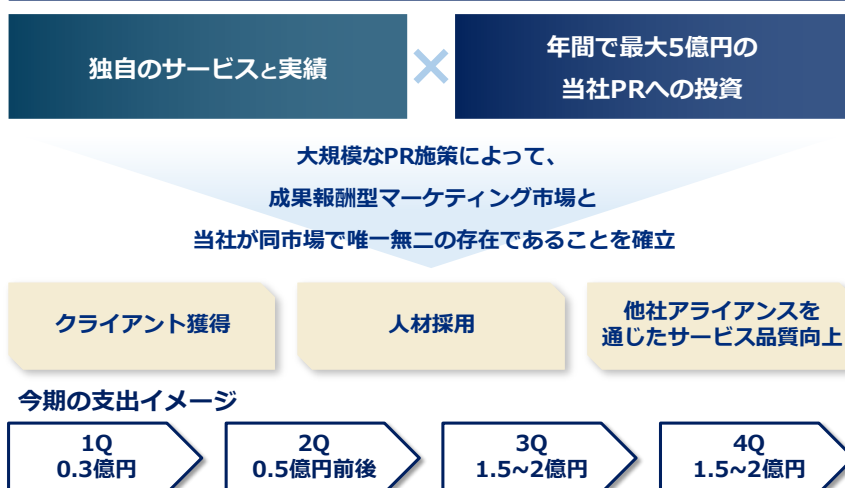 独自のサービスと実績
×
年間で最大5億円の
当社PRへの投資
大規模なPR施策によって、
成果報酬型マーケティング市場と
当社が同市場で唯一無二の存在であることを確立
クライアント獲得
人材採用
他社アライアンスを
通じたサービス品質向上
今期の支出イメージ
1Q
0.3億円
2Q
0.5億円前後
3Q
1.5~2億円
4Q
1.5~2億円